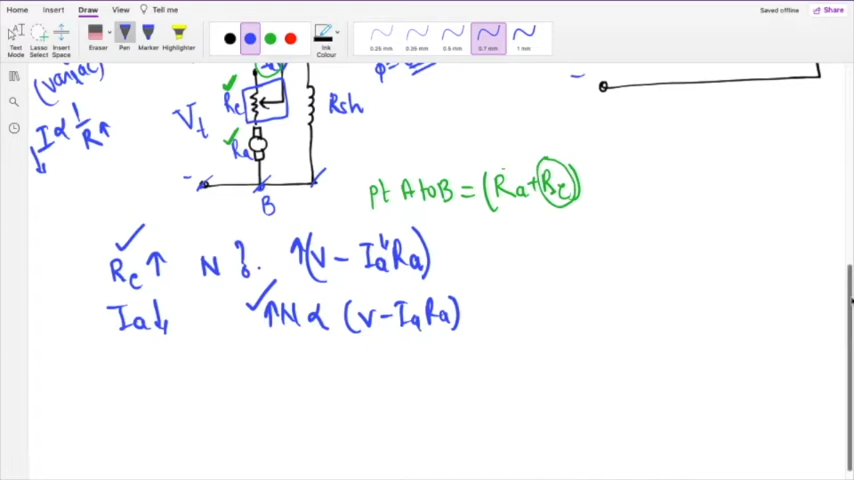 Home Insert Draw View Tell me Saved offline Share
Text Mode Lasso Select Insert Space Eraser Pen Marker Highlighter 0.25 mm 0.35 mm 0.5 mm 0.7 mm 1 mm Ink Colour
(variac)
I ∝ 1/R ↑
↓
Vt
Rc
Rsh
Ra
-
B
ϕ=
-
pt A to B = (Ra+Rc)
Rc ↑ N ? ↑(V - Ia↓Ra)
Ia↓ ↑N ∝ (V-IaRa)